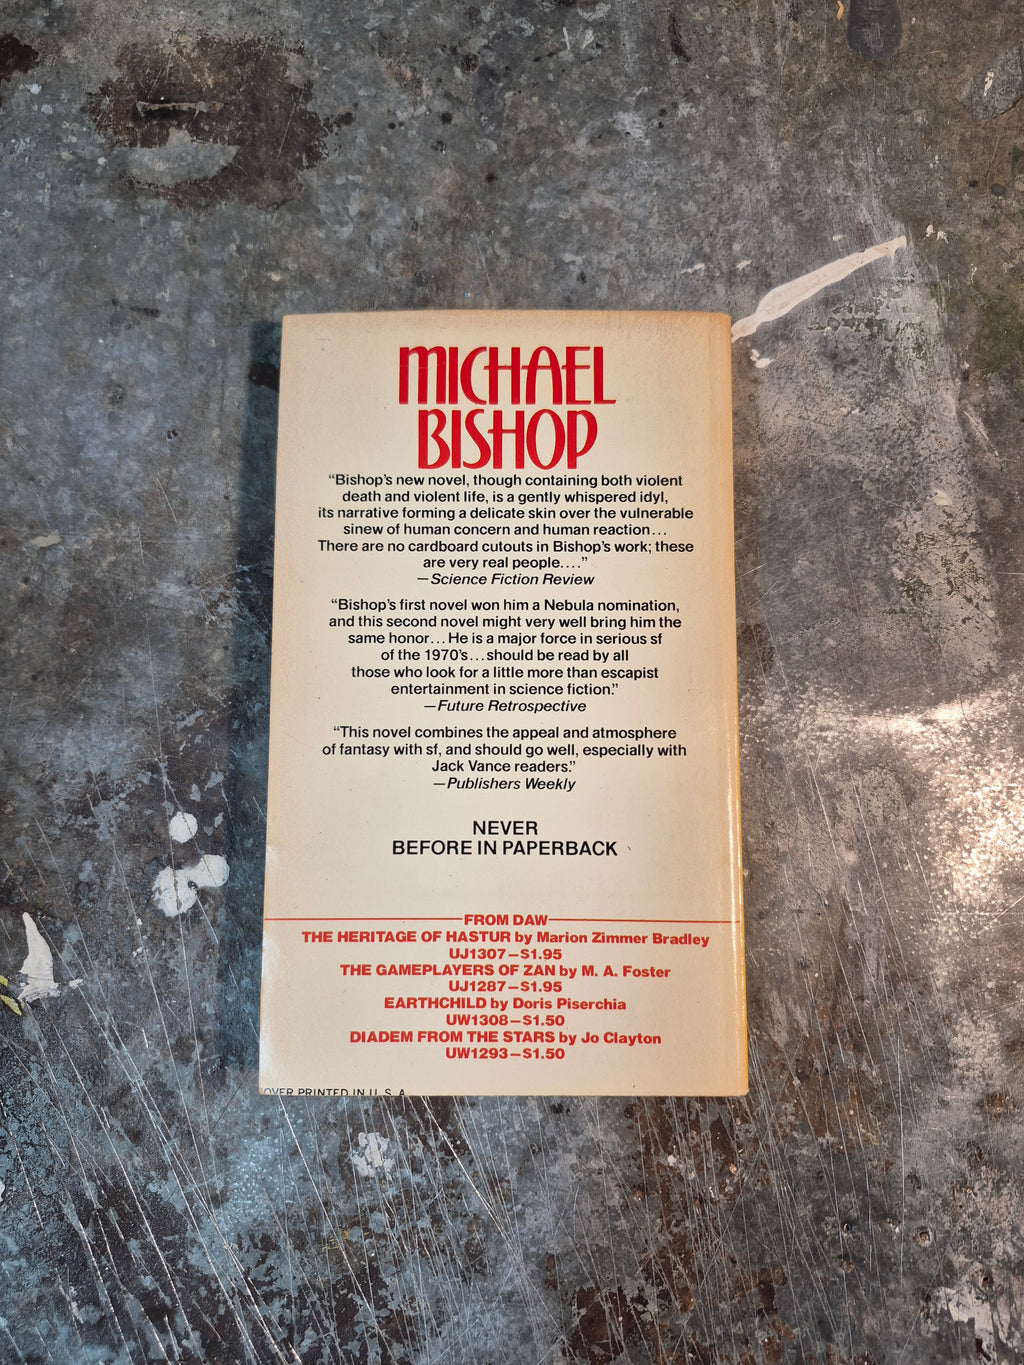 MICHAEL
BISHOP
“Bishop’s new novel, though containing both violent
death and violent life, is a gently whispered idyl,
its narrative forming a delicate skin over the vulnerable
sinew of human concern and human reaction...
There are no cardboard cutouts in Bishop’s work; these
are very real people....”
—Science Fiction Review
“Bishop’s first novel won him a Nebula nomination,
and this second novel might very well bring him the
same honor...He is a major force in serious sf
of the 1970’s...should be read by all
those who look for a little more than escapist
entertainment in science fiction.”
—Future Retrospective
“This novel combines the appeal and atmosphere
of fantasy with sf, and should go well, especially with
Jack Vance readers.”
—Publishers Weekly
NEVER
BEFORE IN PAPERBACK
FROM DAW
THE HERITAGE OF HASTUR by Marion Zimmer Bradley
UJ1307—$1.95
THE GAMEPLAYERS OF ZAN by M. A. Foster
UJ1287—$1.95
EARTHCHILD by Doris Piserchia
UW1308—$1.50
DIADEM FROM THE STARS by Jo Clayton
UW1293—$1.50
OVER PRINTED IN U. S. A.